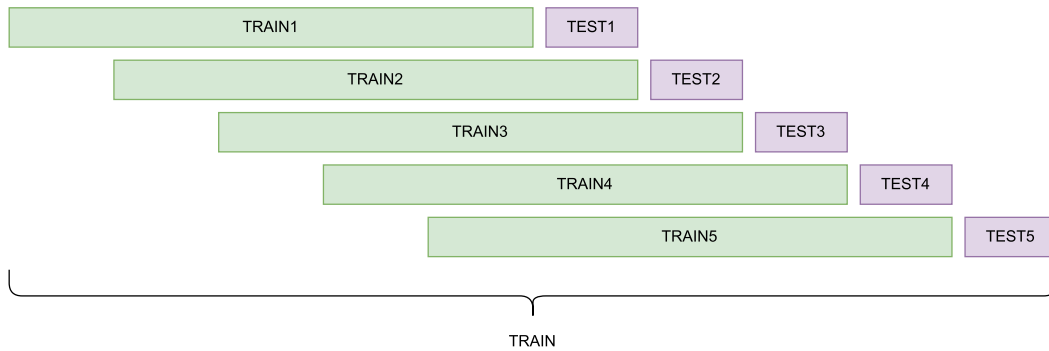 TRAIN1 TEST1
TRAIN2 TEST2
TRAIN3 TEST3
TRAIN4 TEST4
TRAIN5 TEST5
TRAIN